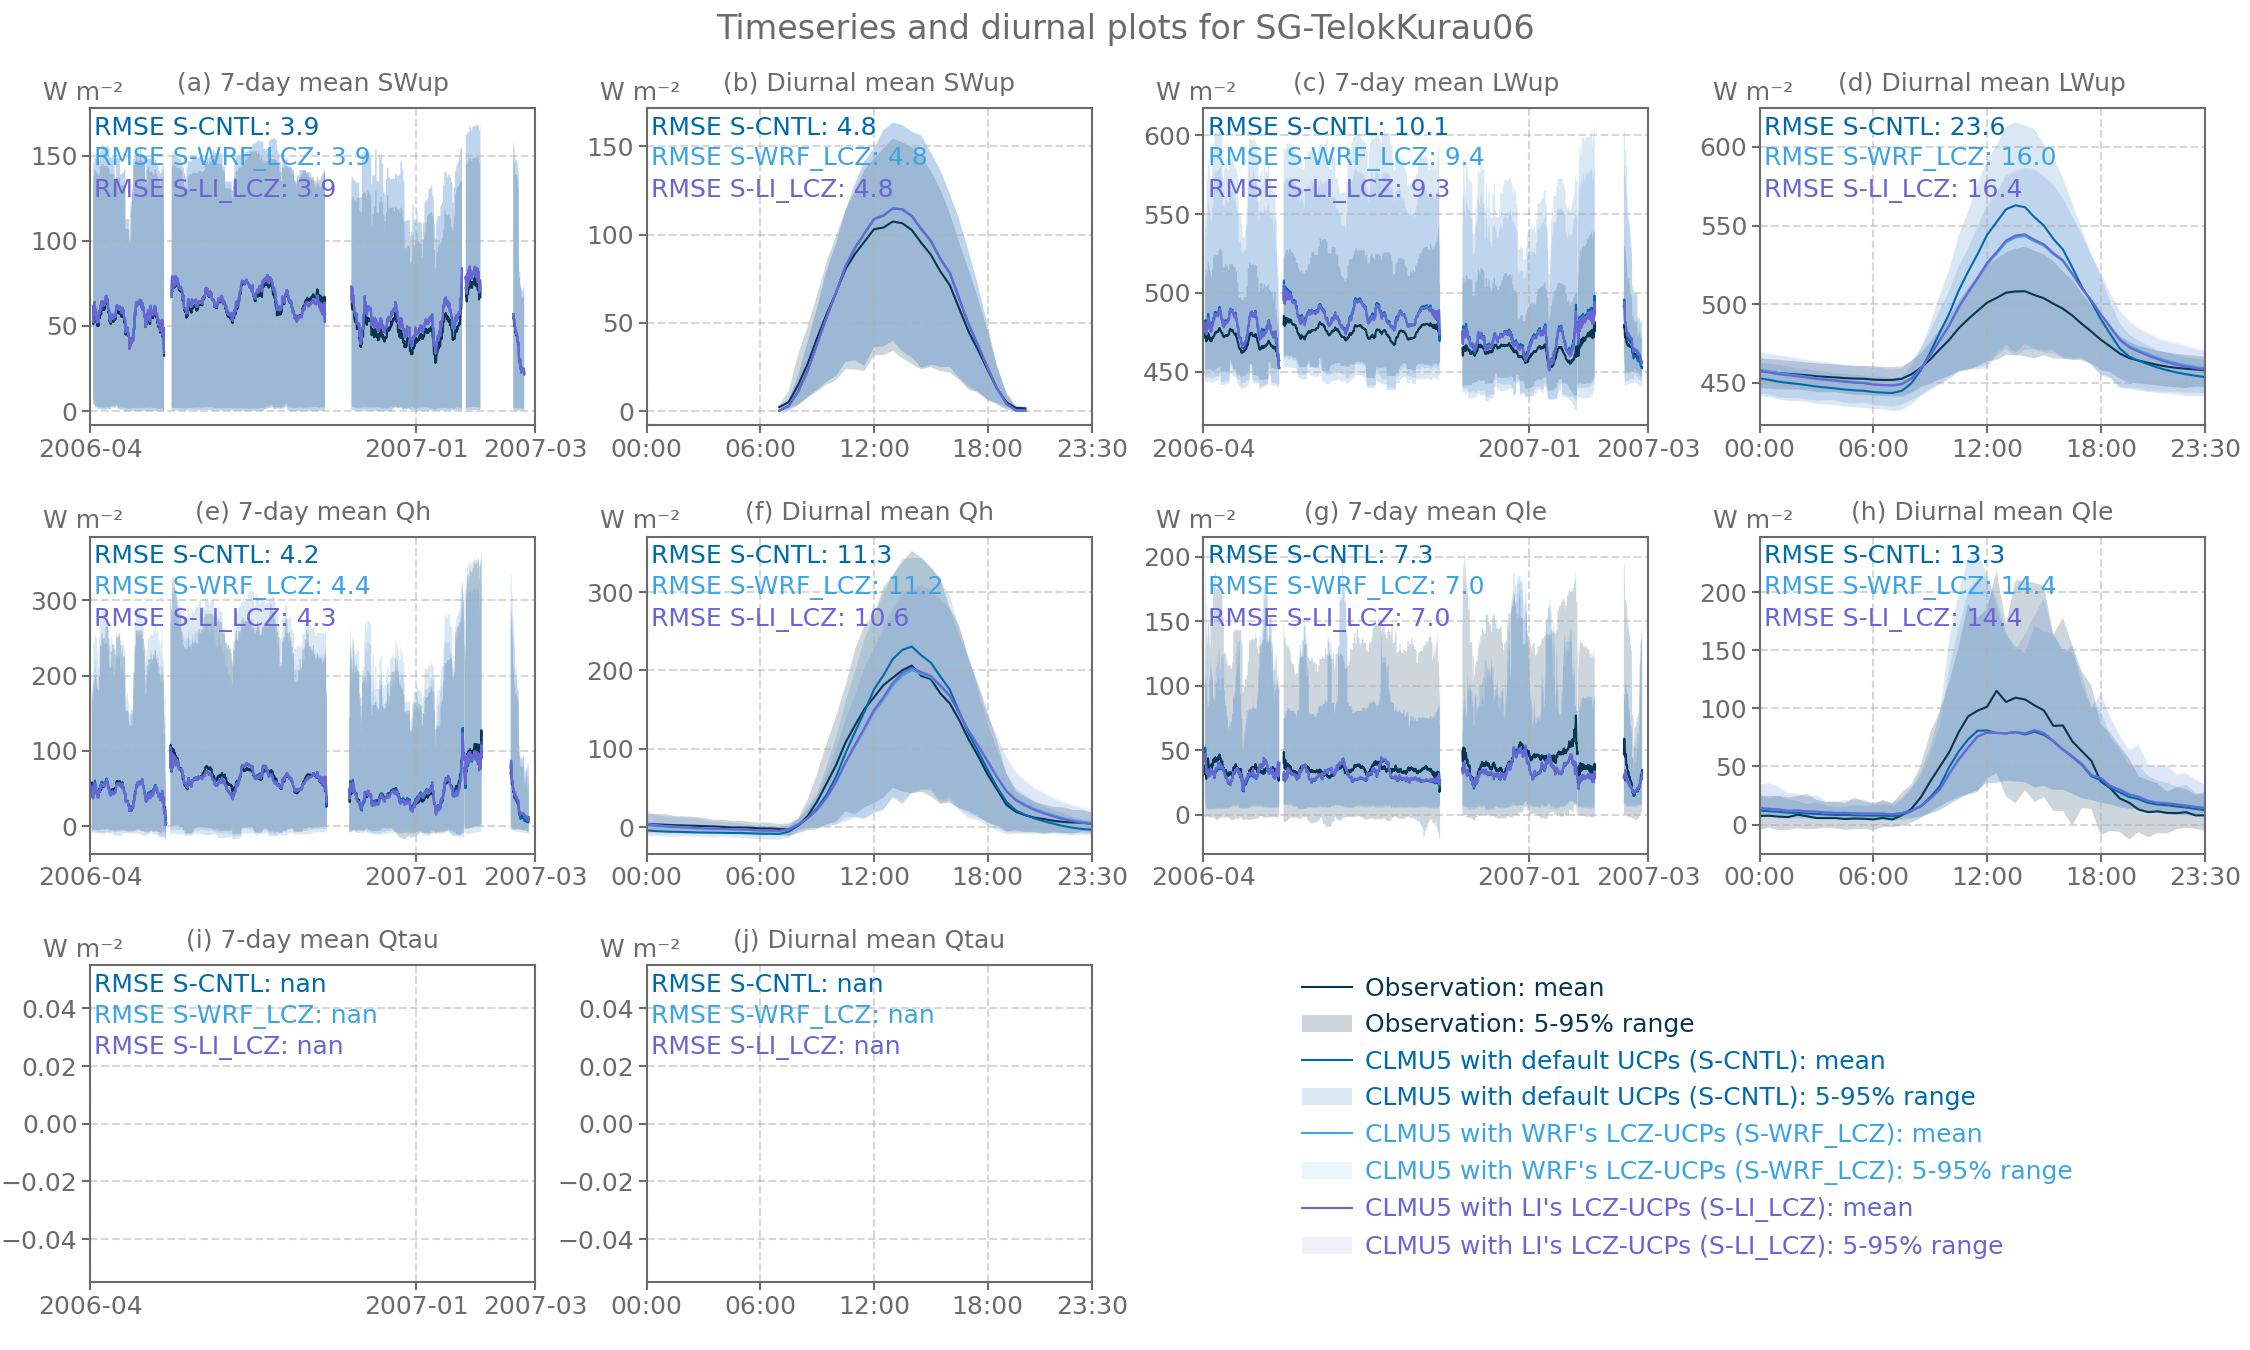 Timeseries and diurnal plots for SG-TelokKurau06
W m⁻²
(a) 7-day mean SWup
RMSE S-CNTL: 3.9
RMSE S-WRF_LCZ: 3.9
RMSE S-LI_LCZ: 3.9
150
100
50
0
2006-04
2007-01
2007-03
W m⁻²
(b) Diurnal mean SWup
RMSE S-CNTL: 4.8
RMSE S-WRF_LCZ: 4.8
RMSE S-LI_LCZ: 4.8
150
100
50
0
00:00
06:00
12:00
18:00
23:30
W m⁻²
(c) 7-day mean LWup
RMSE S-CNTL: 10.1
RMSE S-WRF_LCZ: 9.4
RMSE S-LI_LCZ: 9.3
600
550
500
450
2006-04
2007-01
2007-03
W m⁻²
(d) Diurnal mean LWup
RMSE S-CNTL: 23.6
RMSE S-WRF_LCZ: 16.0
RMSE S-LI_LCZ: 16.4
600
550
500
450
00:00
06:00
12:00
18:00
23:30
W m⁻²
(e) 7-day mean Qh
RMSE S-CNTL: 4.2
RMSE S-WRF_LCZ: 4.4
RMSE S-LI_LCZ: 4.3
300
200
100
0
2006-04
2007-01
2007-03
W m⁻²
(f) Diurnal mean Qh
RMSE S-CNTL: 11.3
RMSE S-WRF_LCZ: 11.2
RMSE S-LI_LCZ: 10.6
300
200
100
0
00:00
06:00
12:00
18:00
23:30
W m⁻²
(g) 7-day mean Qle
RMSE S-CNTL: 7.3
RMSE S-WRF_LCZ: 7.0
RMSE S-LI_LCZ: 7.0
200
150
100
50
0
2006-04
2007-01
2007-03
W m⁻²
(h) Diurnal mean Qle
RMSE S-CNTL: 13.3
RMSE S-WRF_LCZ: 14.4
RMSE S-LI_LCZ: 14.4
200
150
100
50
0
00:00
06:00
12:00
18:00
23:30
W m⁻²
(i) 7-day mean Qtau
RMSE S-CNTL: nan
RMSE S-WRF_LCZ: nan
RMSE S-LI_LCZ: nan
0.04
0.02
0.00
−0.02
−0.04
2006-04
2007-01
2007-03
W m⁻²
(j) Diurnal mean Qtau
RMSE S-CNTL: nan
RMSE S-WRF_LCZ: nan
RMSE S-LI_LCZ: nan
0.04
0.02
0.00
−0.02
−0.04
00:00
06:00
12:00
18:00
23:30
Observation: mean
Observation: 5-95% range
CLMU5 with default UCPs (S-CNTL): mean
CLMU5 with default UCPs (S-CNTL): 5-95% range
CLMU5 with WRF's LCZ-UCPs (S-WRF_LCZ): mean
CLMU5 with WRF's LCZ-UCPs (S-WRF_LCZ): 5-95% range
CLMU5 with LI's LCZ-UCPs (S-LI_LCZ): mean
CLMU5 with LI's LCZ-UCPs (S-LI_LCZ): 5-95% range